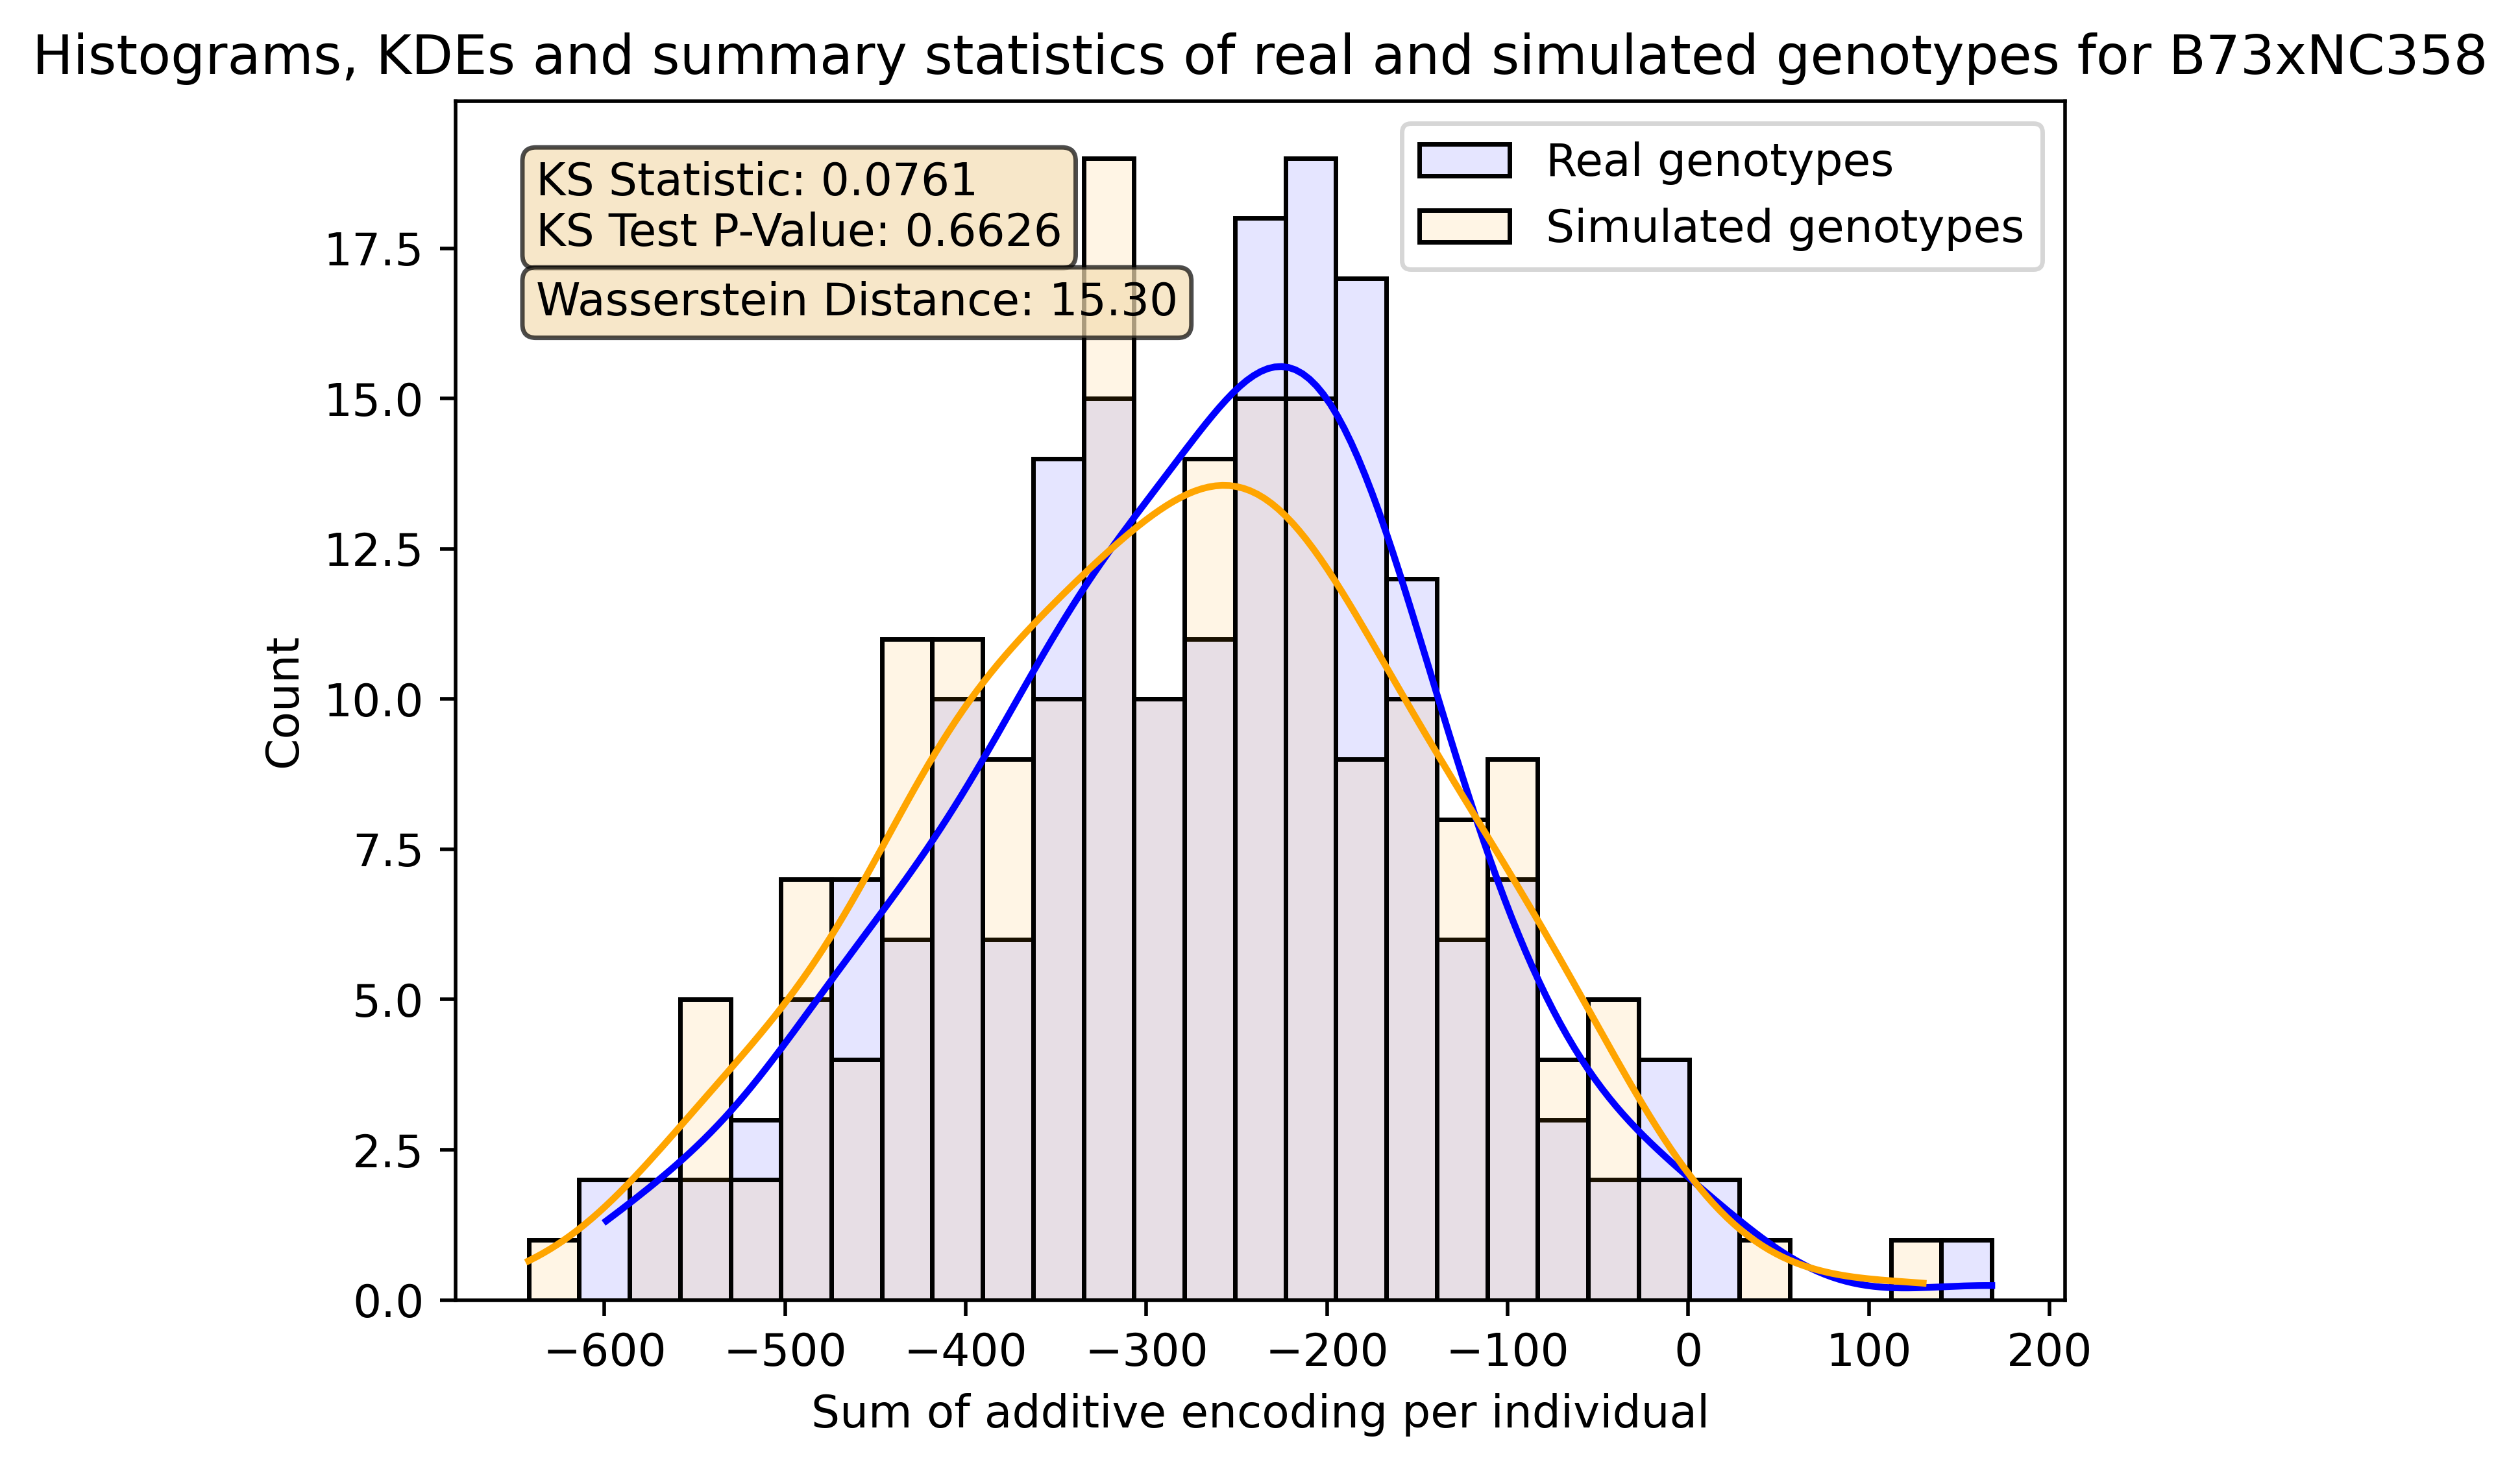 Histograms, KDEs and summary statistics of real and simulated genotypes for B73xNC358
KS Statistic: 0.0761
KS Test P-Value: 0.6626
Wasserstein Distance: 15.30
Real genotypes
Simulated genotypes
17.5
15.0
12.5
10.0
7.5
5.0
2.5
0.0
Count
−600 −500 −400 −300 −200 −100 0 100 200
Sum of additive encoding per individual